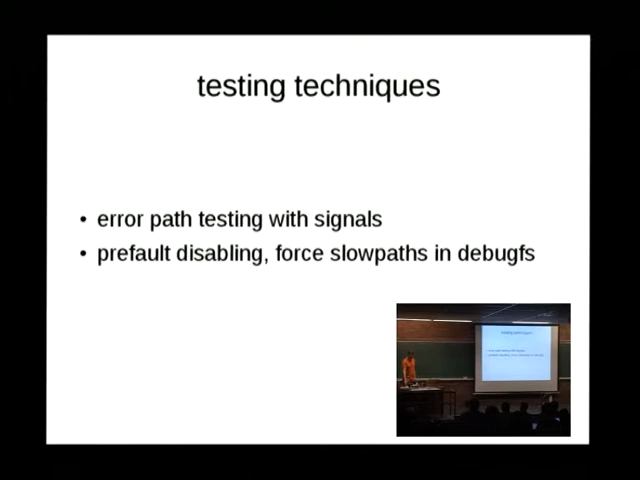 testing techniques
• error path testing with signals
• prefault disabling, force slowpaths in debugfs